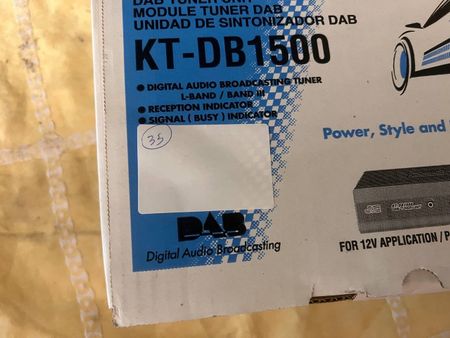 DAB TUNER UNIT
MODULE TUNER DAB
UNIDAD DE SINTONIZADOR DAB
KT-DB1500
● DIGITAL AUDIO BROADCASTING TUNER
L-BAND / BAND III
● RECEPTION INDICATOR
● SIGNAL ( BUSY ) INDICATOR
35
Power, Style and
DAB
Digital Audio Broadcasting
FOR 12V APPLICATION / P